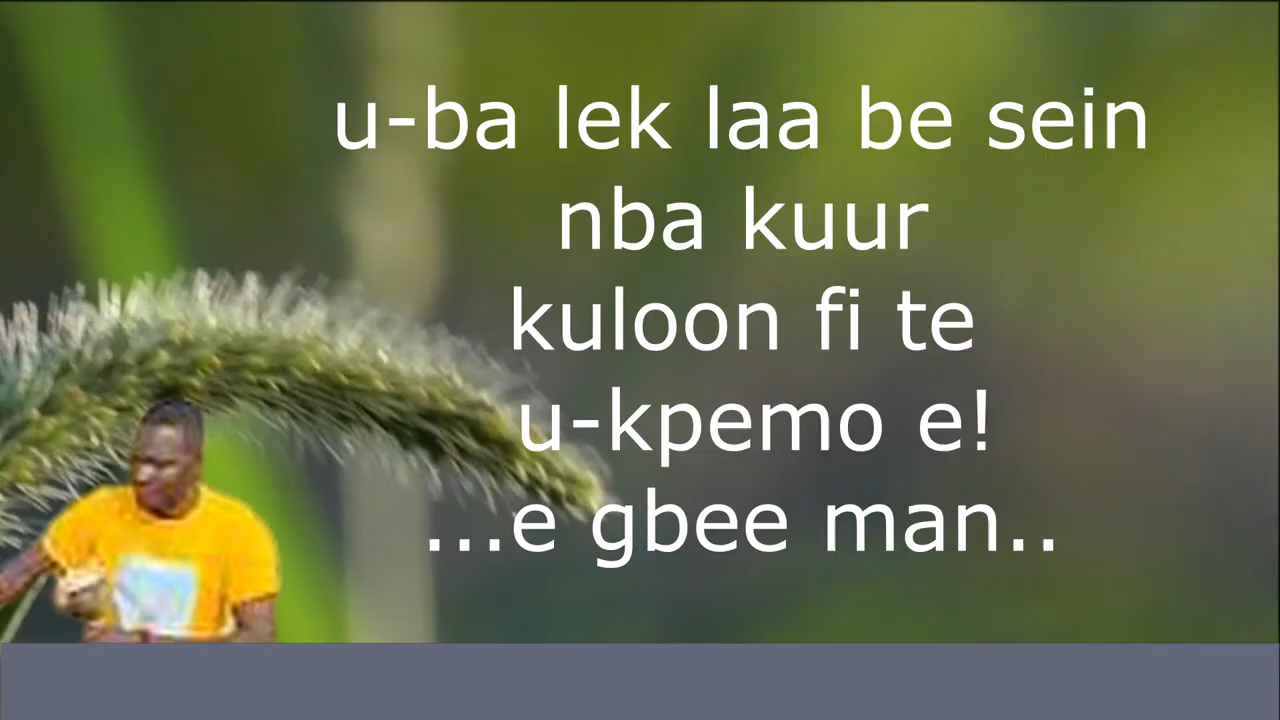 u-ba lek laa be sein
nba kuur
kuloon fi te
u-kpemo e!
...e gbee man..